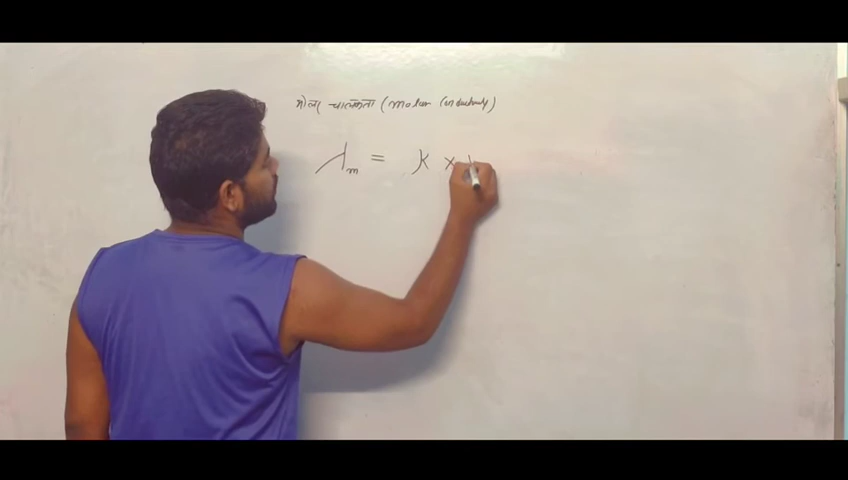 मोलर चालकता (molar conductivity)
λm = K ×